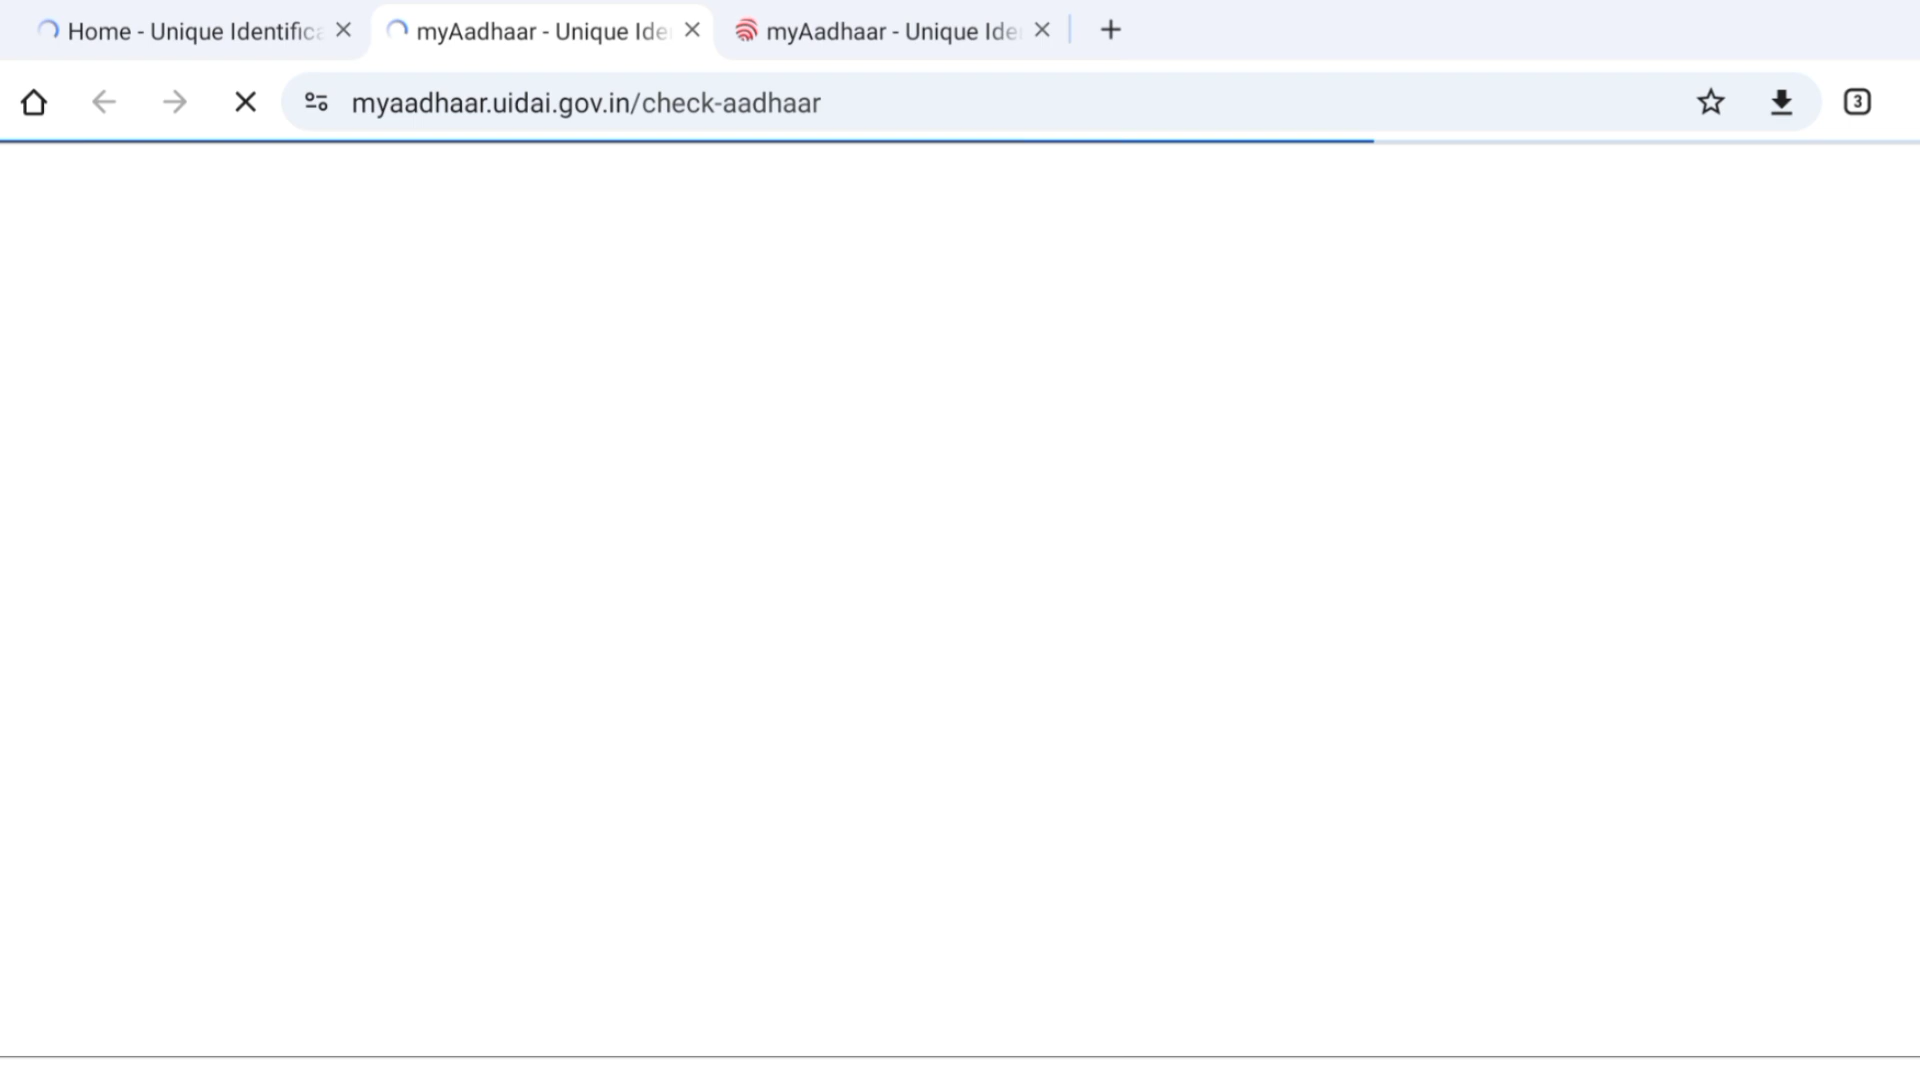 Home - Unique Identifica
myAadhaar - Unique Ide
myAadhaar - Unique Ide
myaadhaar.uidai.gov.in/check-aadhaar
3